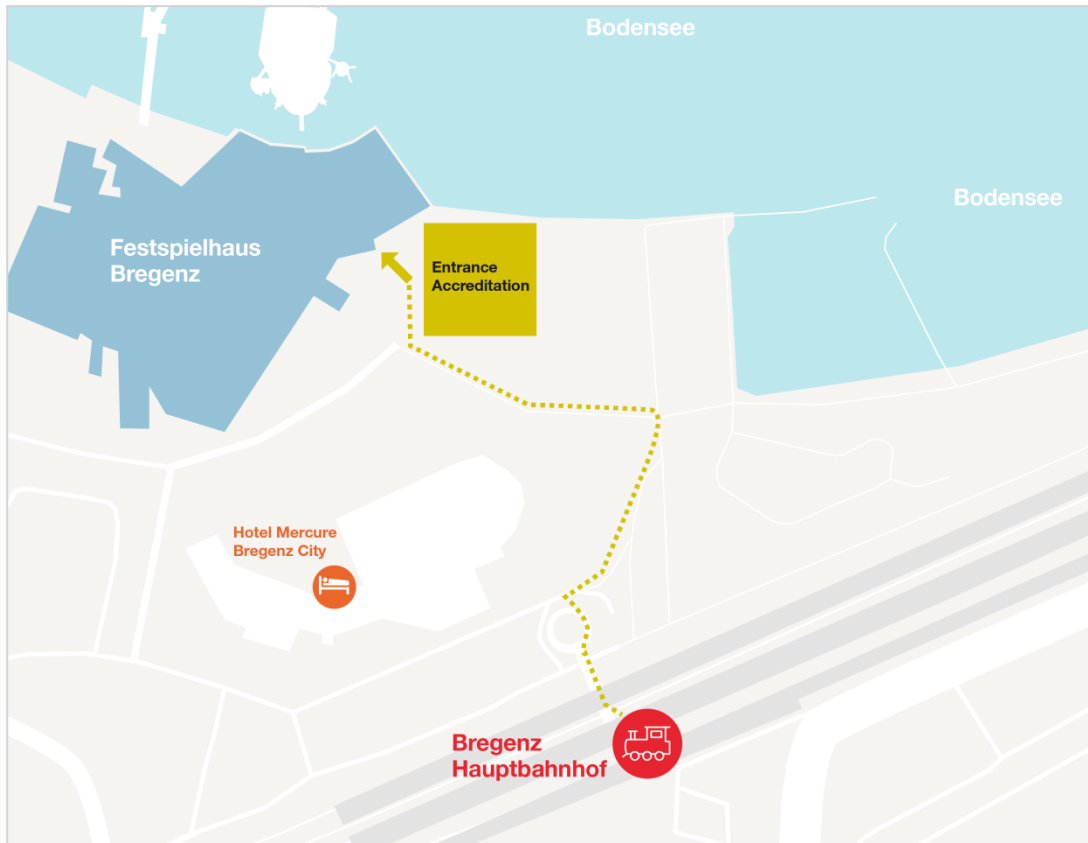 Bodensee
Bodensee
Festspielhaus
Bregenz
Entrance
Accreditation
Hotel Mercure
Bregenz City
Bregenz
Hauptbahnhof